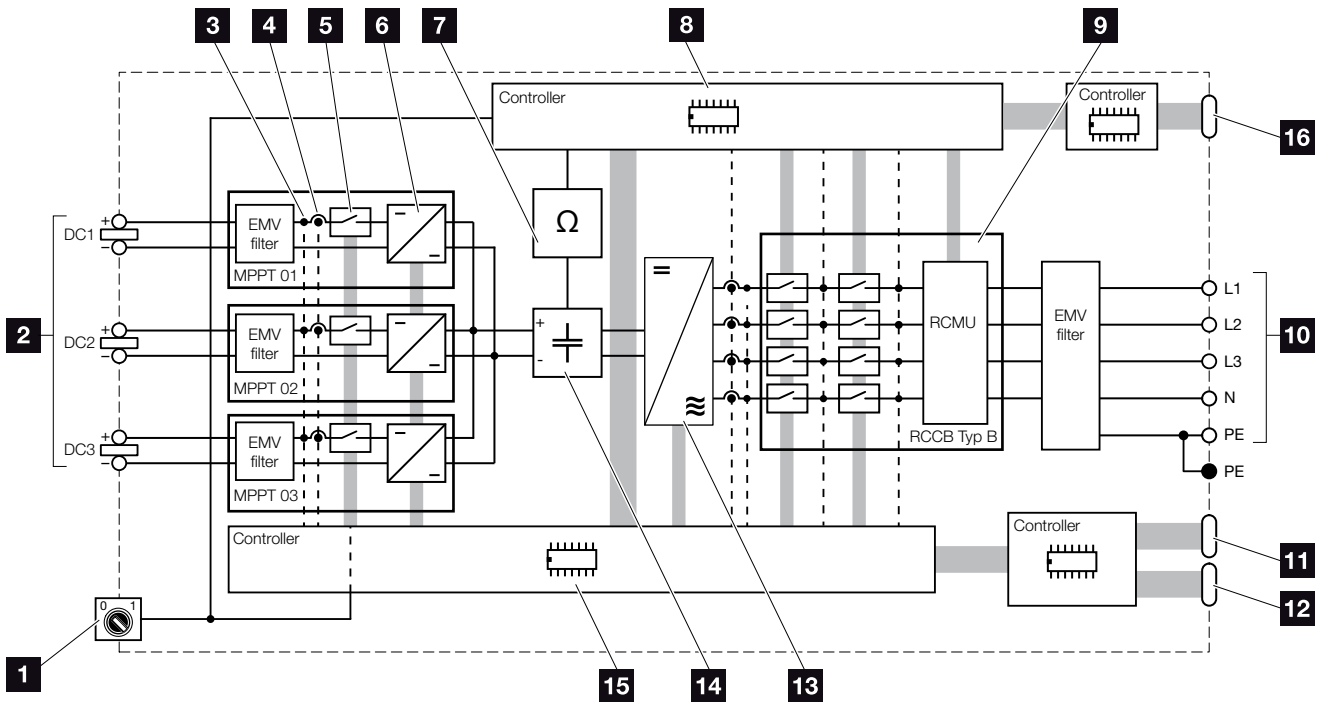 3 4 5 6 7 8 9
Controller
Controller
16
Ω
2
+
DC1
−
EMV
filter
MPPT 01
− −
=
≋
RCMU
RCCB Typ B
EMV
filter
L1
L2
L3
N
PE
PE
10
+
DC2
−
EMV
filter
MPPT 02
− −
+
-
+
DC3
−
EMV
filter
MPPT 03
− −
Controller
Controller
11
12
0 1
1
15 14 13